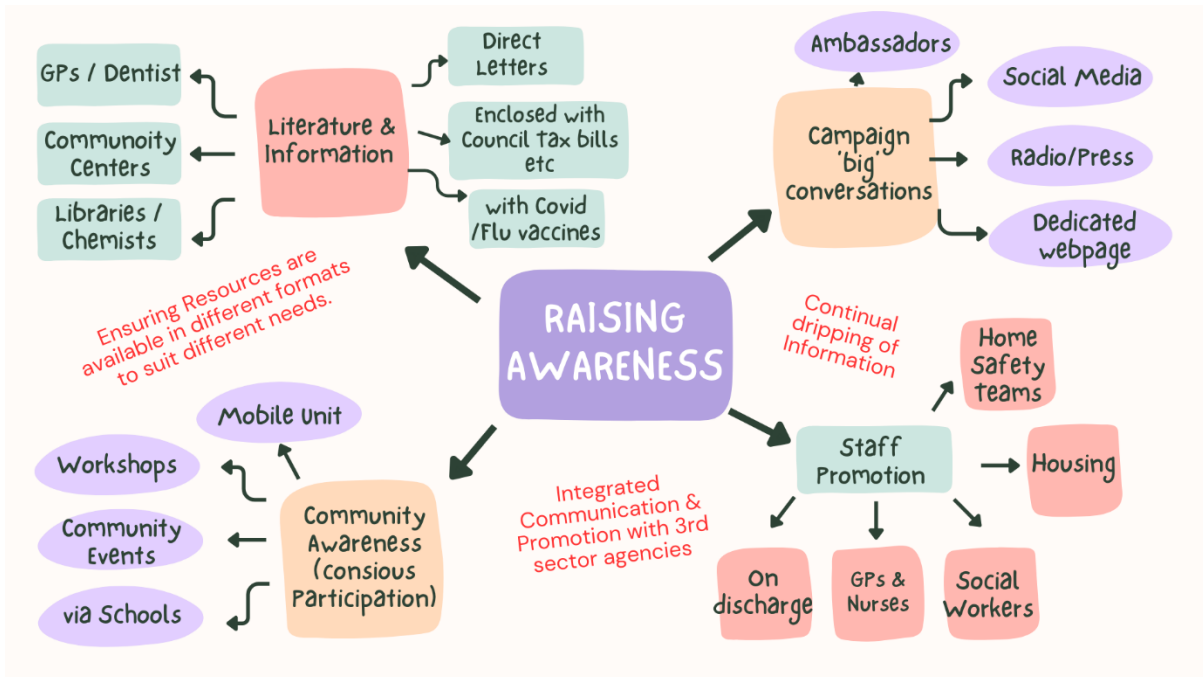 GPs / Dentist
Commuoity
Centers
Libraries /
Chemists
Literature &
Information
Direct
Letters
Enclosed with
Council Tax bills
etc
with Covid
/Flu vaccines
Ensuring Resources are
available in different formats
to suit different needs.
Ambassadors
Campaign
'big'
conversations
Social Media
Radio/Press
Dedicated
webpage
RAISING
AWARENESS
Continual
dripping of
Information
Mobile Unit
Workshops
Community
Events
via Schools
Community
Awareness
(consious
Participation)
Integrated
Communication &
Promotion with 3rd
sector agencies
Staff
Promotion
Home
Safety
Teams
Housing
On
discharge
GPs &
Nurses
Social
Workers